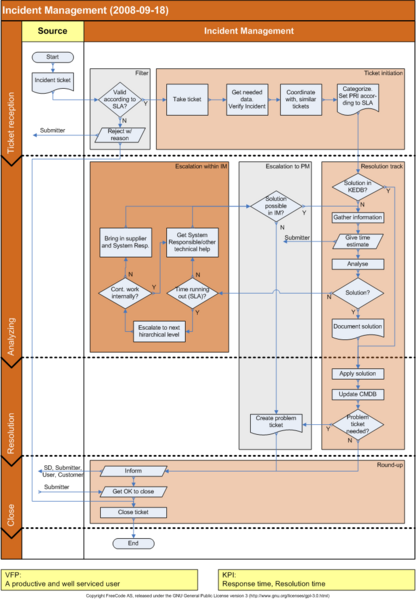 Incident Management (2008-09-18)
Source
Incident Management
Ticket reception
Analyzing
Resolution
Close
Start
Incident ticket
Submitter
Filter
Valid
according to
SLA?
Y
N
Reject w/
reason
Ticket Initiation
Take ticket
Get needed
data.
Verify Incident
Coordinate
with, similar
tickets
Categorize.
Set PRI accor-
ding to SLA
Escalation within IM
Bring in supplier
and System Resp.
Get System
Responsible/other
technical help
N
Y
N
Cont. work
internally?
Time running
out (SLA)?
Y
Escalate to next
hirarchical level
Escalation to PM
Solution
possible
in IM?
Y
N
Submitter
Create problem
ticket
Resolution track
Solution in
KEDB?
N
Y
Gather information
Give time
estimate
Analyse
Solution?
N
Y
Document solution
Apply solution
Update CMDB
Problem
ticket
needed?
Y
N
Round-up
SD, Submitter,
User, Customer
Inform
Submitter
Get OK to close
Close ticket
End
VFP:
A productive and well serviced user
KPI:
Response time, Resolution time
Copyright FreeCode AS, released under the GNU General Public License version 3 (http://www.gnu.org/licenses/gpl-3.0.html)